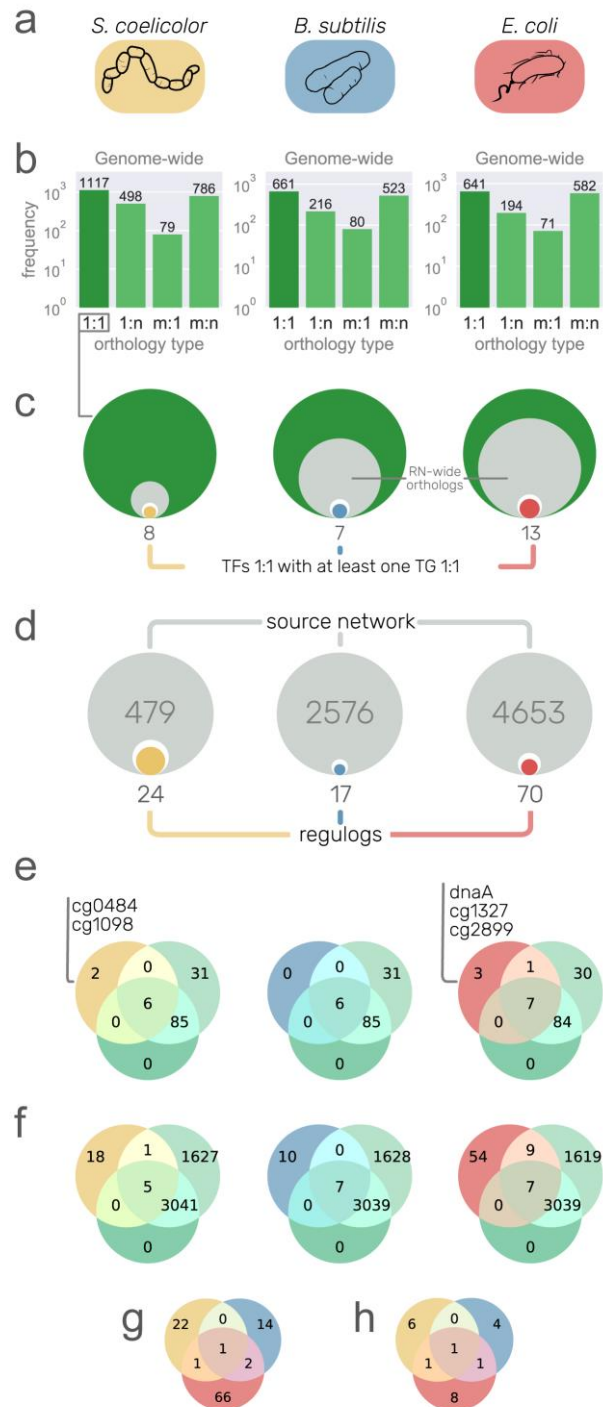 a
S. coelicolor B. subtilis E. coli
b
Genome-wide Genome-wide Genome-wide
frequency
10³ 10² 10¹ 10⁰
1117 498 79 786
1:1 1:n m:1 m:n
orthology type
10³ 10² 10¹ 10⁰
661 216 80 523
1:1 1:n m:1 m:n
orthology type
10³ 10² 10¹ 10⁰
641 194 71 582
1:1 1:n m:1 m:n
orthology type
c
RN-wide
orthologs
8 7 13
TFs 1:1 with at least one TG 1:1
d
source network
479 2576 4653
24 17 70
regulogs
e
cg0484
cg1098
dnaA
cg1327
cg2899
2 0 31
6
0 85
0
0 0 31
6
0 85
0
3 1 30
7
0 84
0
f
18 1 1627
5
0 3041
0
10 0 1628
7
0 3039
0
54 9 1619
7
0 3039
0
g
22 0 14
1
1 2
66
h
6 0 4
1
1 1
8